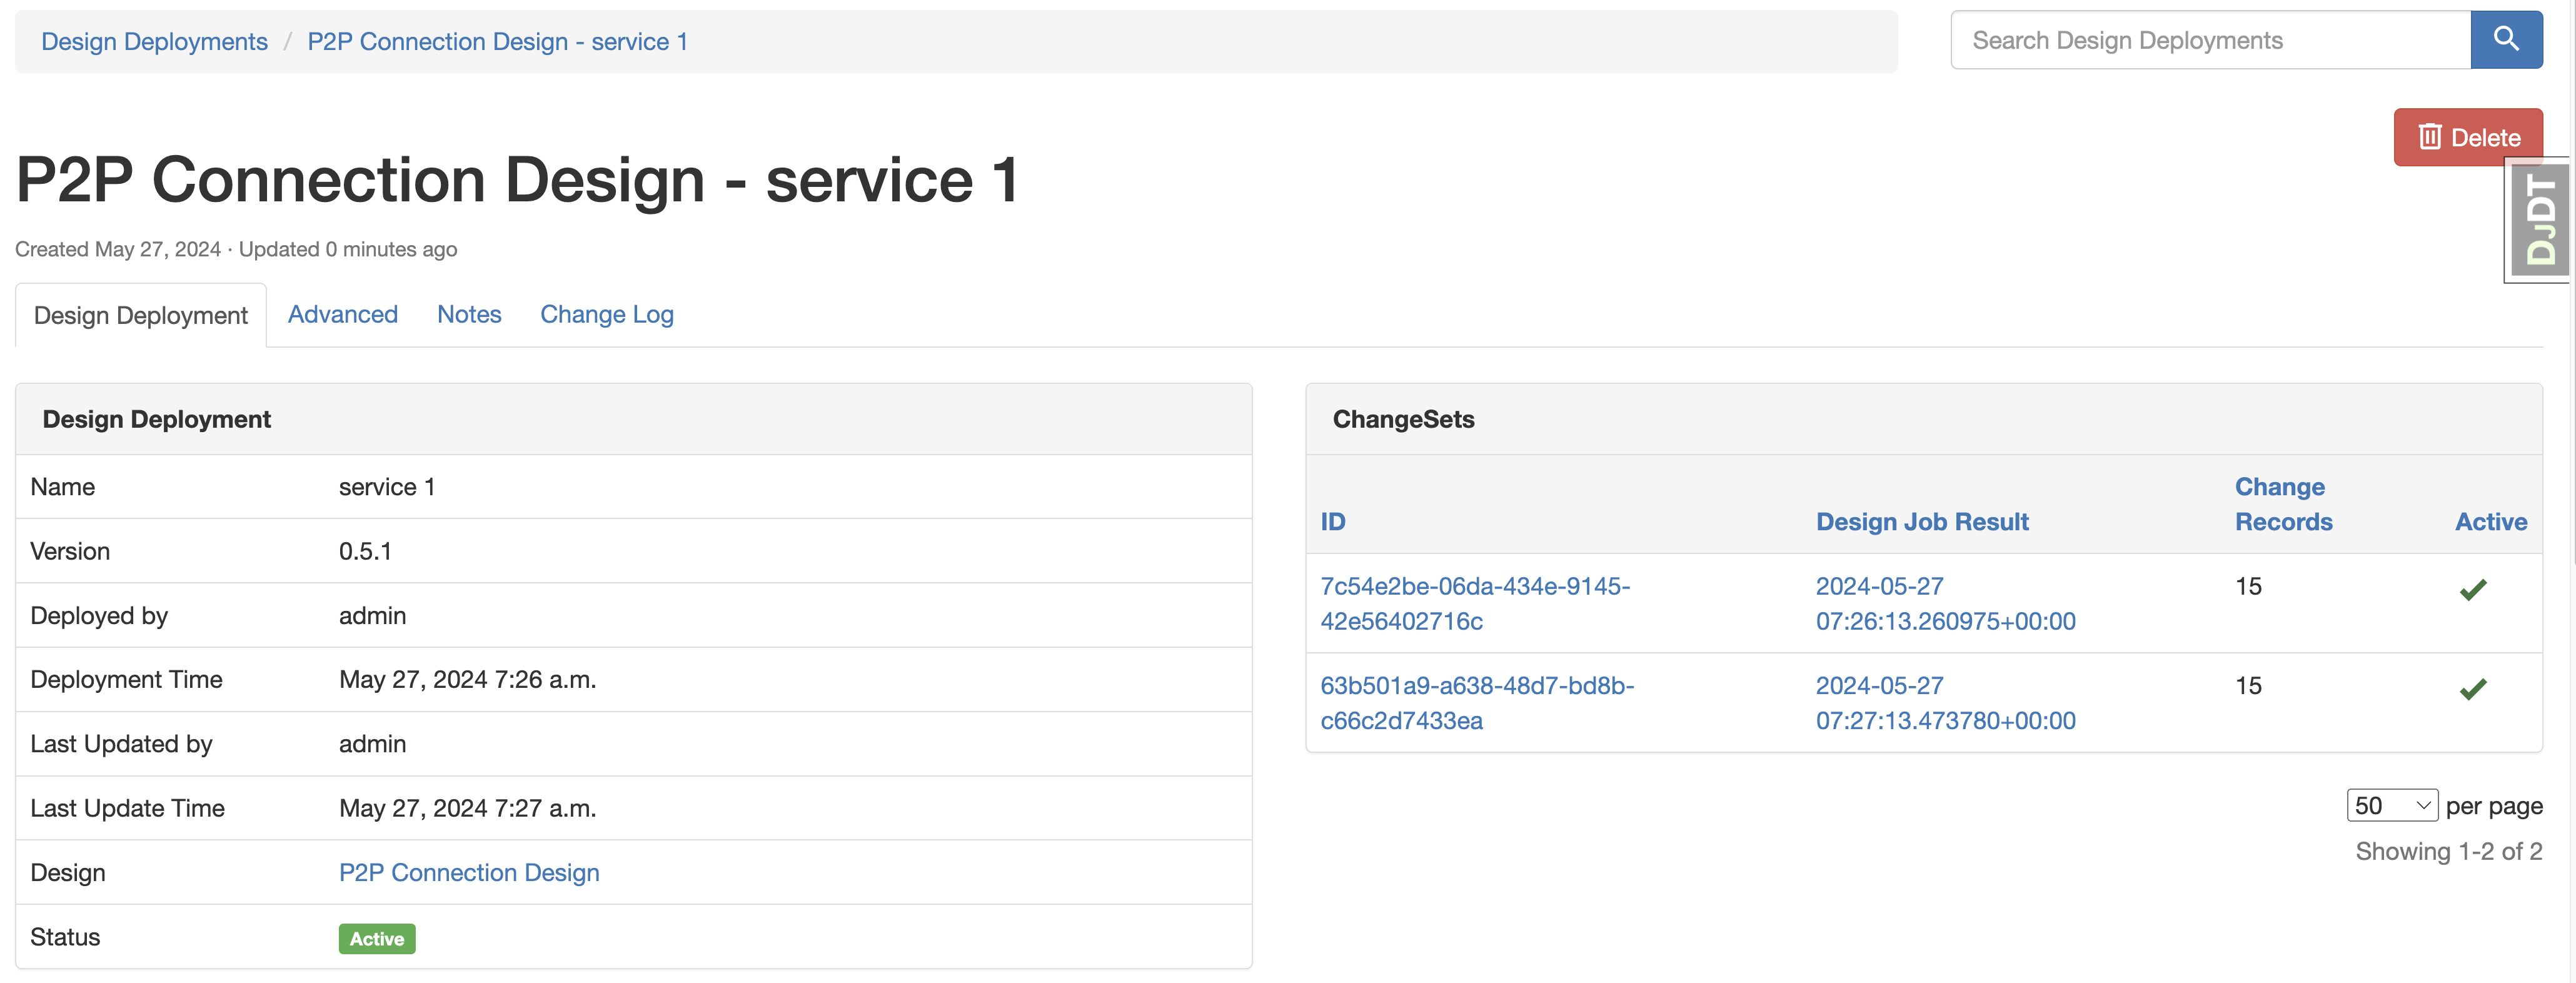 Design Deployments / P2P Connection Design - service 1
Search Design Deployments
Delete
P2P Connection Design - service 1
DJDT
Created May 27, 2024 · Updated 0 minutes ago
Design Deployment Advanced Notes Change Log
Design Deployment
Name service 1
Version 0.5.1
Deployed by admin
Deployment Time May 27, 2024 7:26 a.m.
Last Updated by admin
Last Update Time May 27, 2024 7:27 a.m.
Design P2P Connection Design
Status Active
ChangeSets
ID Design Job Result Change Records Active
7c54e2be-06da-434e-9145- 2024-05-27 15
42e56402716c 07:26:13.260975+00:00
63b501a9-a638-48d7-bd8b- 2024-05-27 15
c66c2d7433ea 07:27:13.473780+00:00
50 per page
Showing 1-2 of 2